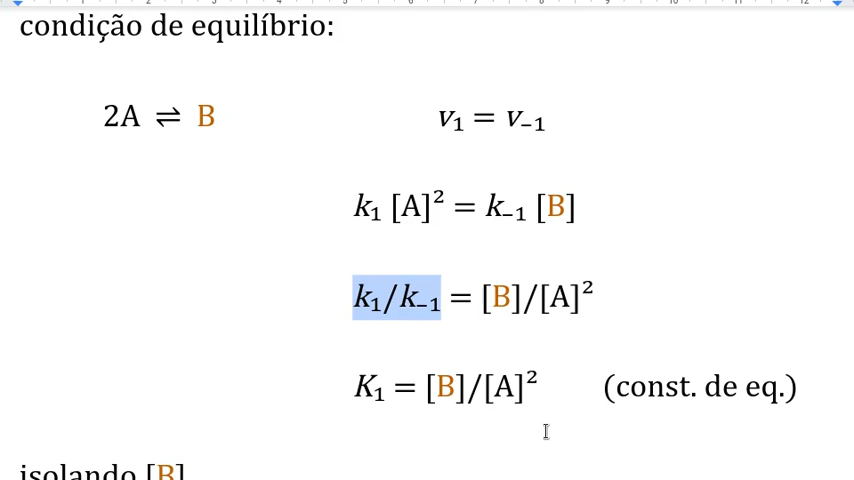 condição de equilíbrio:
2A ⇌ B v₁ = v₋₁
k₁ [A]² = k₋₁ [B]
k₁/k₋₁ = [B]/[A]²
K₁ = [B]/[A]² (const. de eq.)
isolando [B]